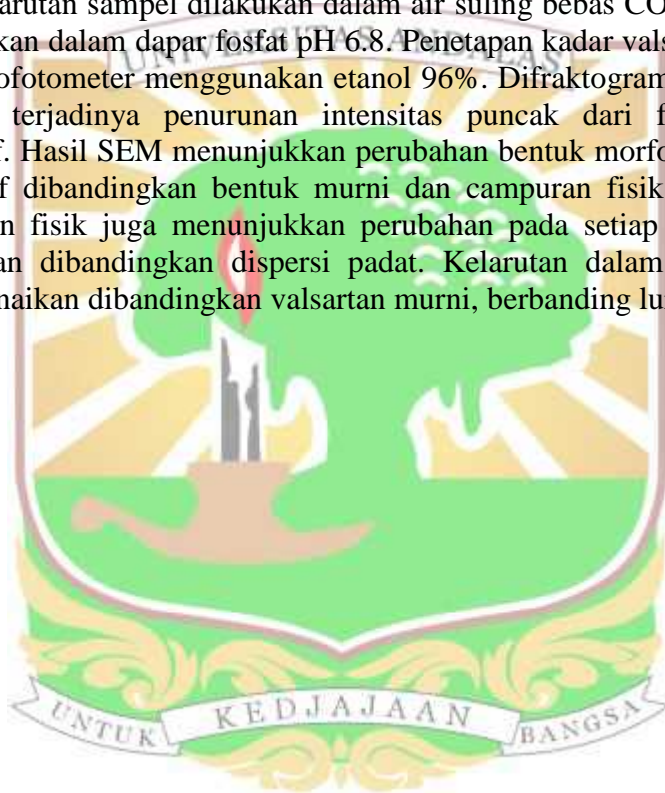 arutan sampel dilakukan dalam air suling bebas CO
kan dalam dapar fosfat pH 6.8. Penetapan kadar vals
ofotometer menggunakan etanol 96%. Difraktogram
terjadinya penurunan intensitas puncak dari f
f. Hasil SEM menunjukkan perubahan bentuk morfo
f dibandingkan bentuk murni dan campuran fisik
n fisik juga menunjukkan perubahan pada setiap
an dibandingkan dispersi padat. Kelarutan dalam
naikan dibandingkan valsartan murni, berbanding lu
UNIVERSITAS ANDALAS
UNTUK KEDJAJAAN BANGSA